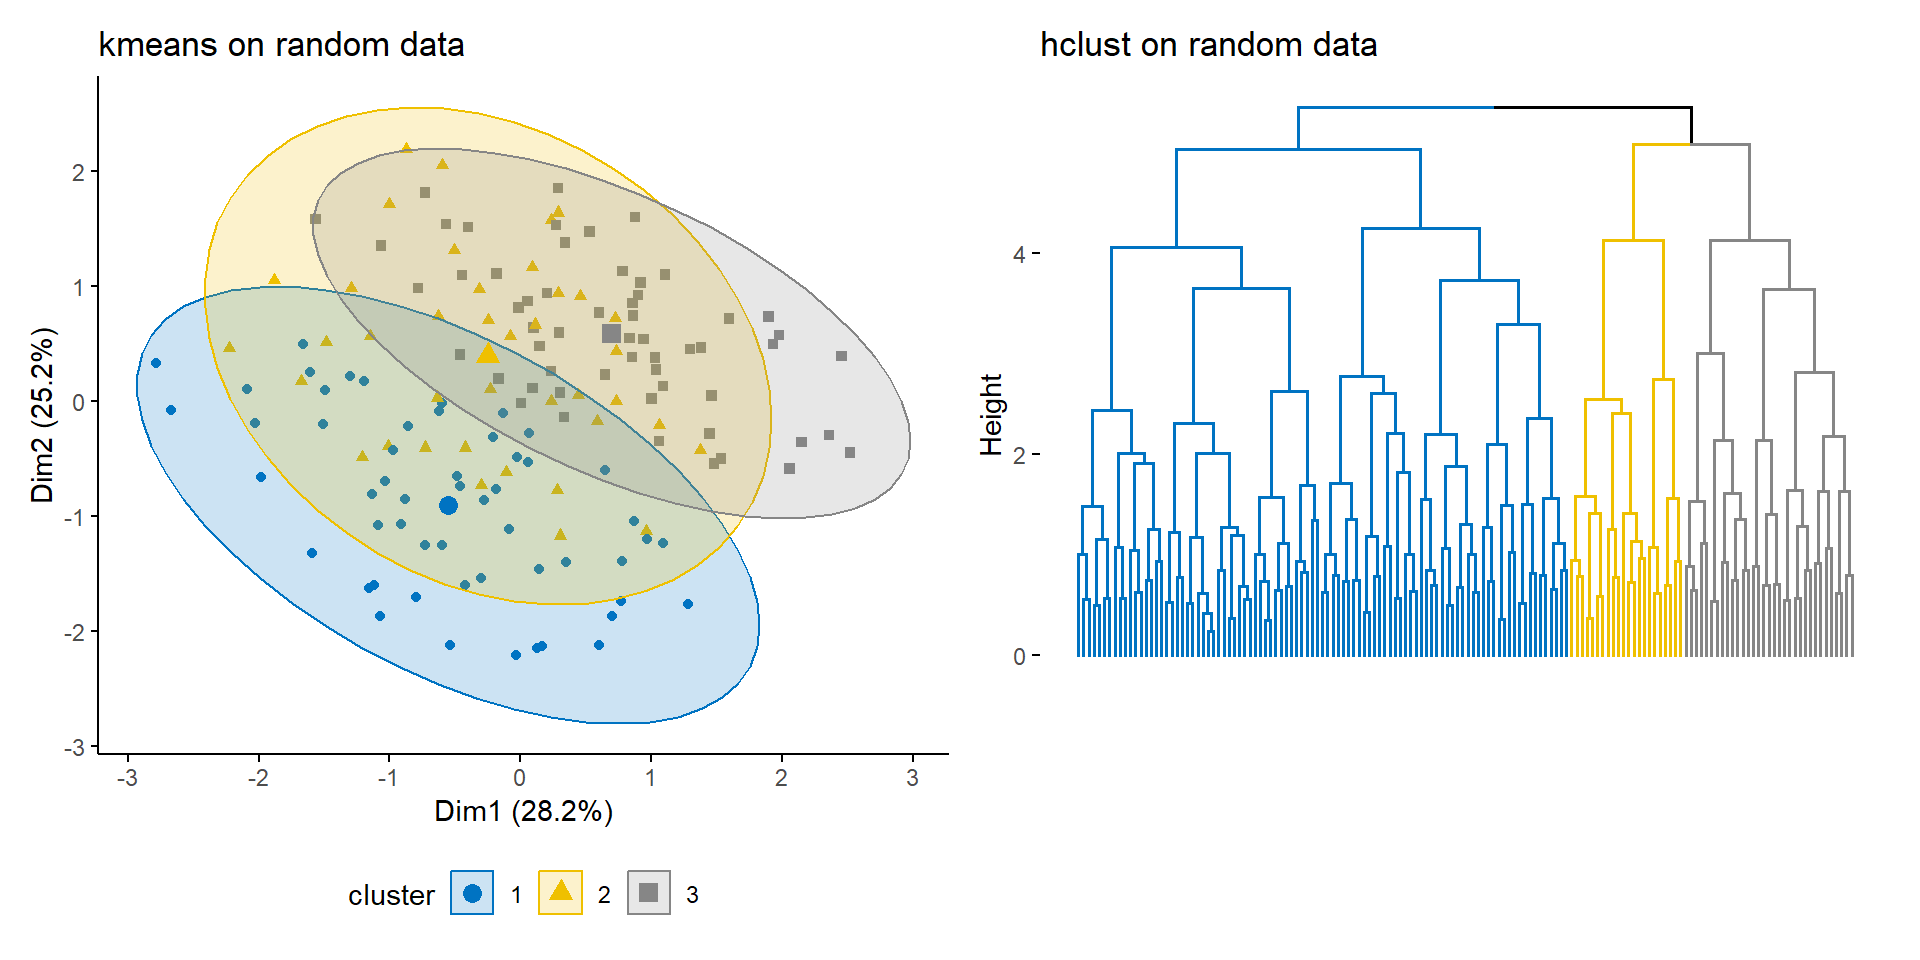 kmeans on random data
2
1
0
-1
-2
-3
Dim2 (25.2%)
-3 -2 -1 0 1 2 3
Dim1 (28.2%)
cluster 1 2 3
hclust on random data
4
2
0
Height